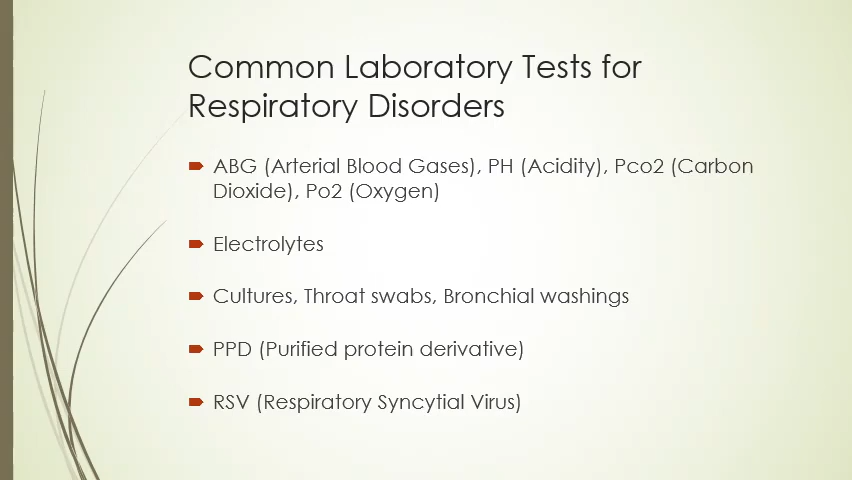 Common Laboratory Tests for
Respiratory Disorders
ABG (Arterial Blood Gases), PH (Acidity), Pco2 (Carbon
Dioxide), Po2 (Oxygen)
Electrolytes
Cultures, Throat swabs, Bronchial washings
PPD (Purified protein derivative)
RSV (Respiratory Syncytial Virus)